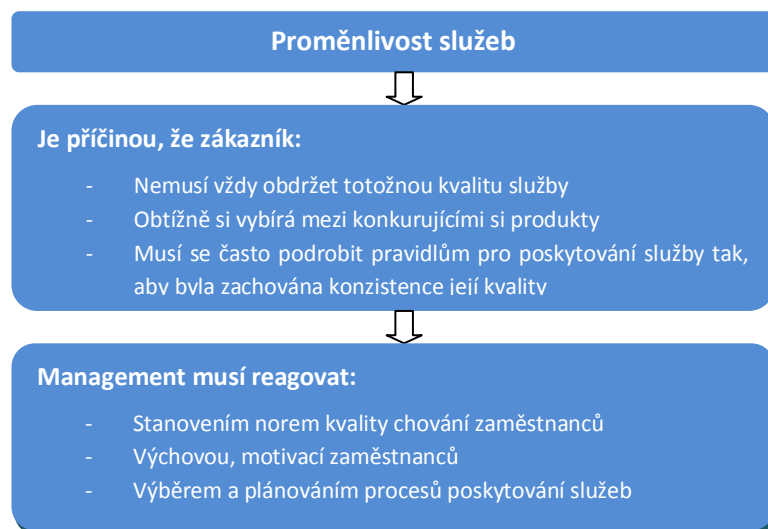 Proměnlivost služeb
Je příčinou, že zákazník:
- Nemusí vždy obdržet totožnou kvalitu služby
- Obtížně si vybírá mezi konkurujícími si produkty
- Musí se často podrobit pravidlům pro poskytování služby tak,
aby byla zachována konzistence její kvality
Management musí reagovat:
- Stanovením norem kvality chování zaměstnanců
- Výchovou, motivací zaměstnanců
- Výběrem a plánováním procesů poskytování služeb